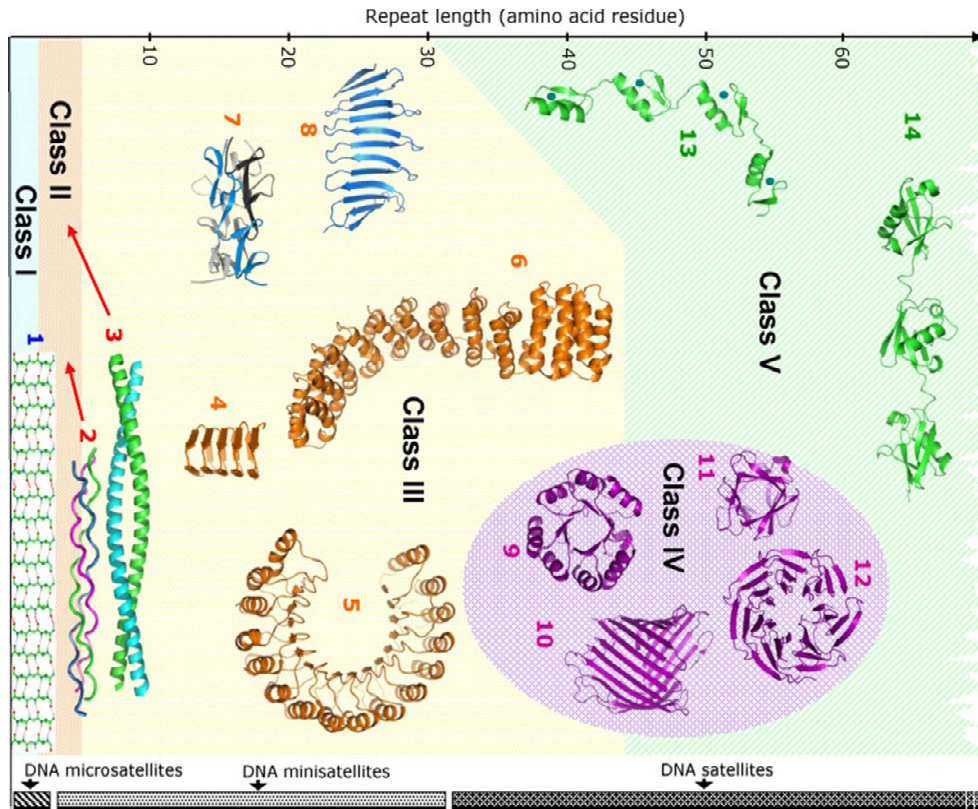 Repeat length (amino acid residue)
10
20
30
40
50
60
Class I
Class II
Class III
Class IV
Class V
1
2
3
4
5
6
7
8
9
10
11
12
13
14
DNA microsatellites
DNA minisatellites
DNA satellites